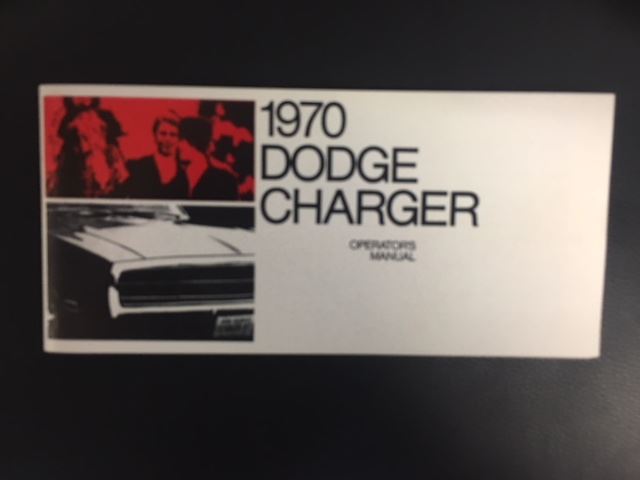 1970
DODGE
CHARGER
OPERATOR'S
MANUAL